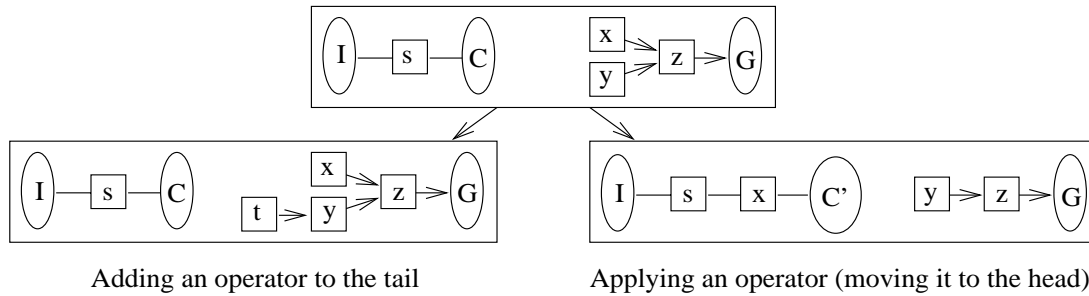 x
I s C z G
y
x
I s C z G
t y
I s x C' y z G
Adding an operator to the tail
Applying an operator (moving it to the head)